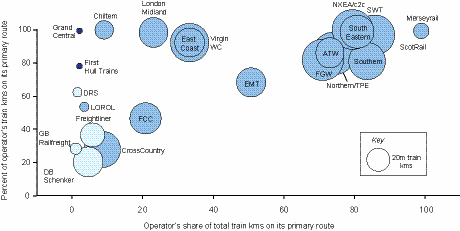 NXEA/c2c
London
Midland
SWT
Grand
Central
Chiltern
Merseyrail
100
East
Coast
Virgin
WC
South
Eastern
80
ATW
ScotRail
First
Hull Trains
Southern
FGW
Northern/TPE
EMT
60
DRS
LOROL
Freightliner
FCC
40
GB
Railfreight
CrossCountry
Key
20m train
kms
20
DB
Schenker
0
0
20
40
60
80
100
Percent of operator's train kms on its primary route
Operator's share of total train kms on its primary route